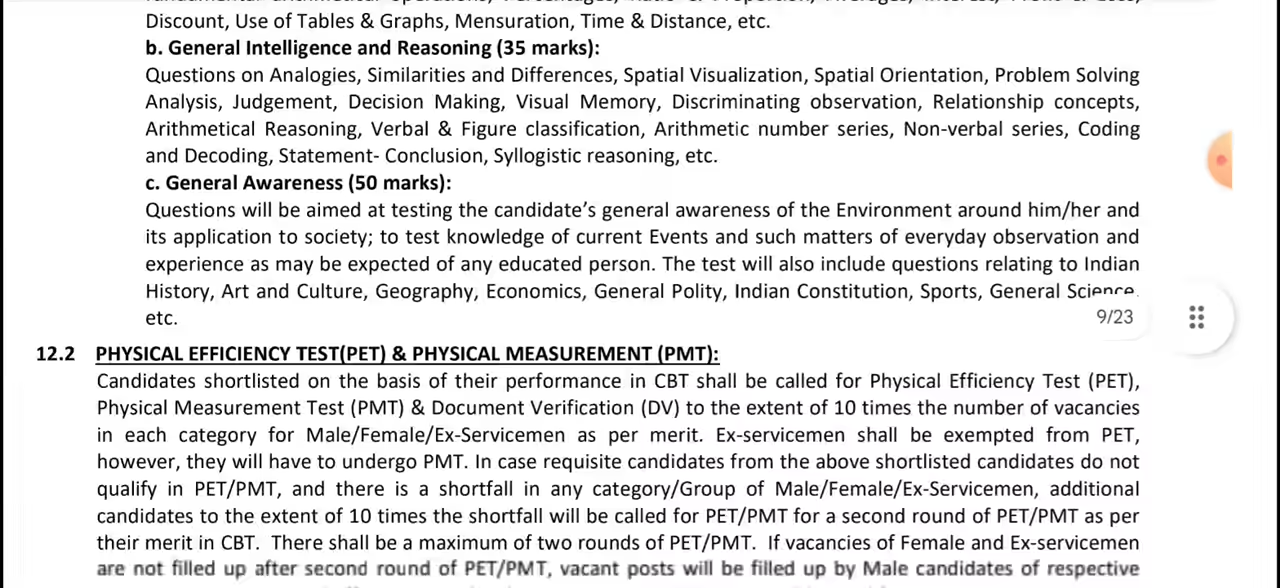 Discount, Use of Tables & Graphs, Mensuration, Time & Distance, etc.
b. General Intelligence and Reasoning (35 marks):
Questions on Analogies, Similarities and Differences, Spatial Visualization, Spatial Orientation, Problem Solving
Analysis, Judgement, Decision Making, Visual Memory, Discriminating observation, Relationship concepts,
Arithmetical Reasoning, Verbal & Figure classification, Arithmetic number series, Non-verbal series, Coding
and Decoding, Statement- Conclusion, Syllogistic reasoning, etc.
c. General Awareness (50 marks):
Questions will be aimed at testing the candidate's general awareness of the Environment around him/her and
its application to society; to test knowledge of current Events and such matters of everyday observation and
experience as may be expected of any educated person. The test will also include questions relating to Indian
History, Art and Culture, Geography, Economics, General Polity, Indian Constitution, Sports, General Science.
etc.
9/23
12.2 PHYSICAL EFFICIENCY TEST(PET) & PHYSICAL MEASUREMENT (PMT):
Candidates shortlisted on the basis of their performance in CBT shall be called for Physical Efficiency Test (PET),
Physical Measurement Test (PMT) & Document Verification (DV) to the extent of 10 times the number of vacancies
in each category for Male/Female/Ex-Servicemen as per merit. Ex-servicemen shall be exempted from PET,
however, they will have to undergo PMT. In case requisite candidates from the above shortlisted candidates do not
qualify in PET/PMT, and there is a shortfall in any category/Group of Male/Female/Ex-Servicemen, additional
candidates to the extent of 10 times the shortfall will be called for PET/PMT for a second round of PET/PMT as per
their merit in CBT. There shall be a maximum of two rounds of PET/PMT. If vacancies of Female and Ex-servicemen
are not filled up after second round of PET/PMT, vacant posts will be filled up by Male candidates of respective